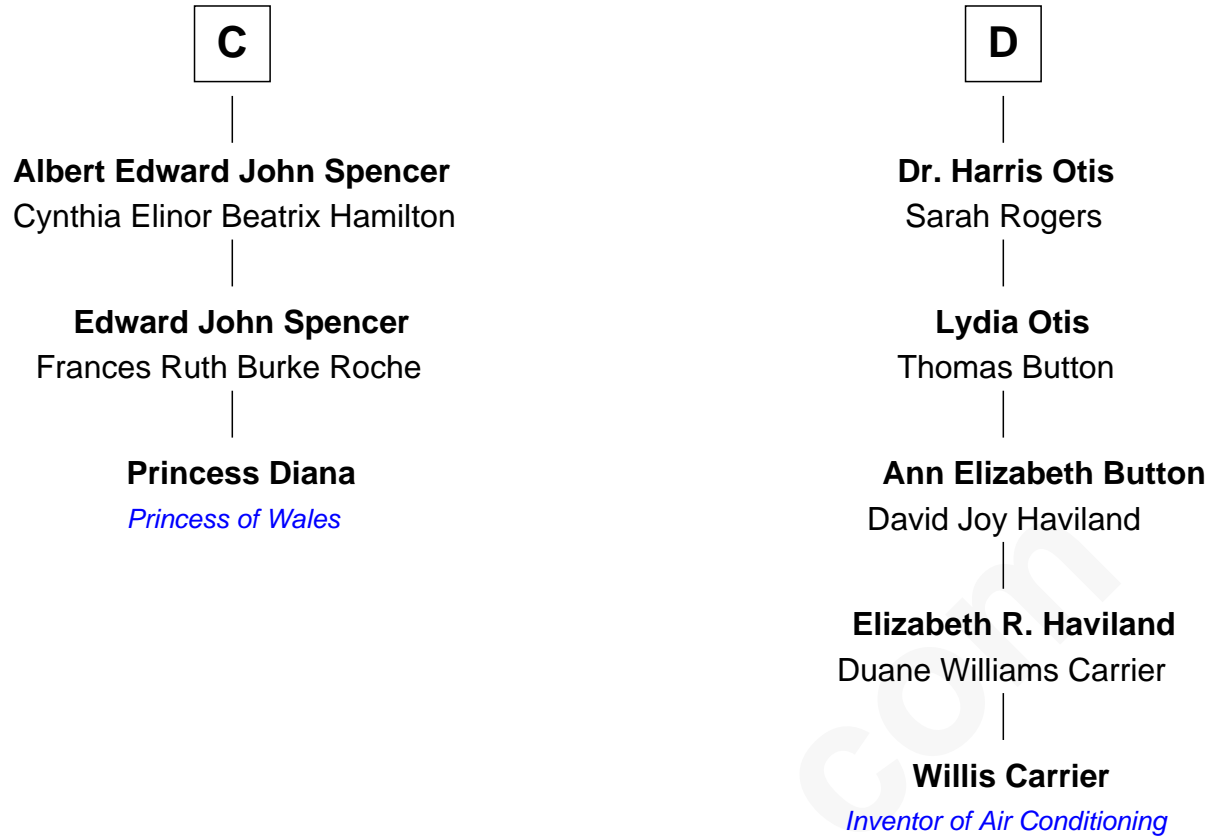 C
Albert Edward John Spencer
Cynthia Elinor Beatrix Hamilton
Edward John Spencer
Frances Ruth Burke Roche
Princess Diana
Princess of Wales
D
Dr. Harris Otis
Sarah Rogers
Lydia Otis
Thomas Button
Ann Elizabeth Button
David Joy Haviland
Elizabeth R. Haviland
Duane Williams Carrier
Willis Carrier
Inventor of Air Conditioning
com